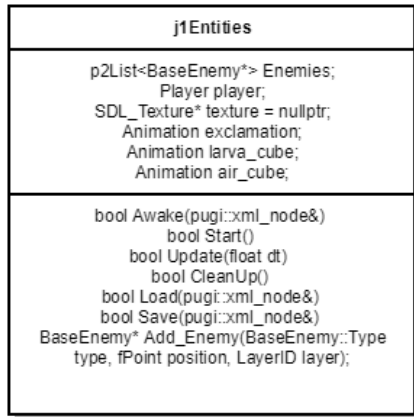 j1Entities
p2List<BaseEnemy*> Enemies;
Player player;
SDL_Texture* texture = nullptr;
Animation exclamation;
Animation larva_cube;
Animation air_cube;
bool Awake(pugi::xml_node&)
bool Start()
bool Update(float dt)
bool CleanUp()
bool Load(pugi::xml_node&)
bool Save(pugi::xml_node&)
BaseEnemy* Add_Enemy(BaseEnemy::Type
type, fPoint position, LayerID layer);